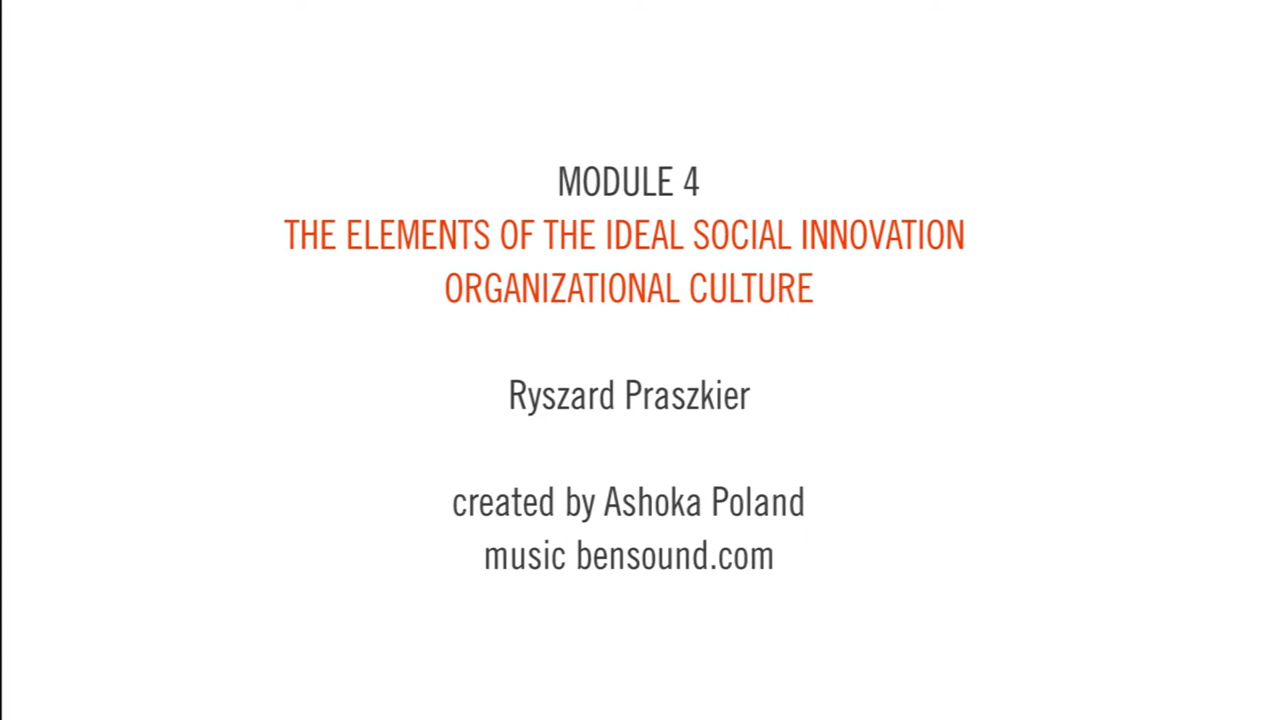 MODULE 4
THE ELEMENTS OF THE IDEAL SOCIAL INNOVATION
ORGANIZATIONAL CULTURE
Ryszard Praszkier
created by Ashoka Poland
music bensound.com